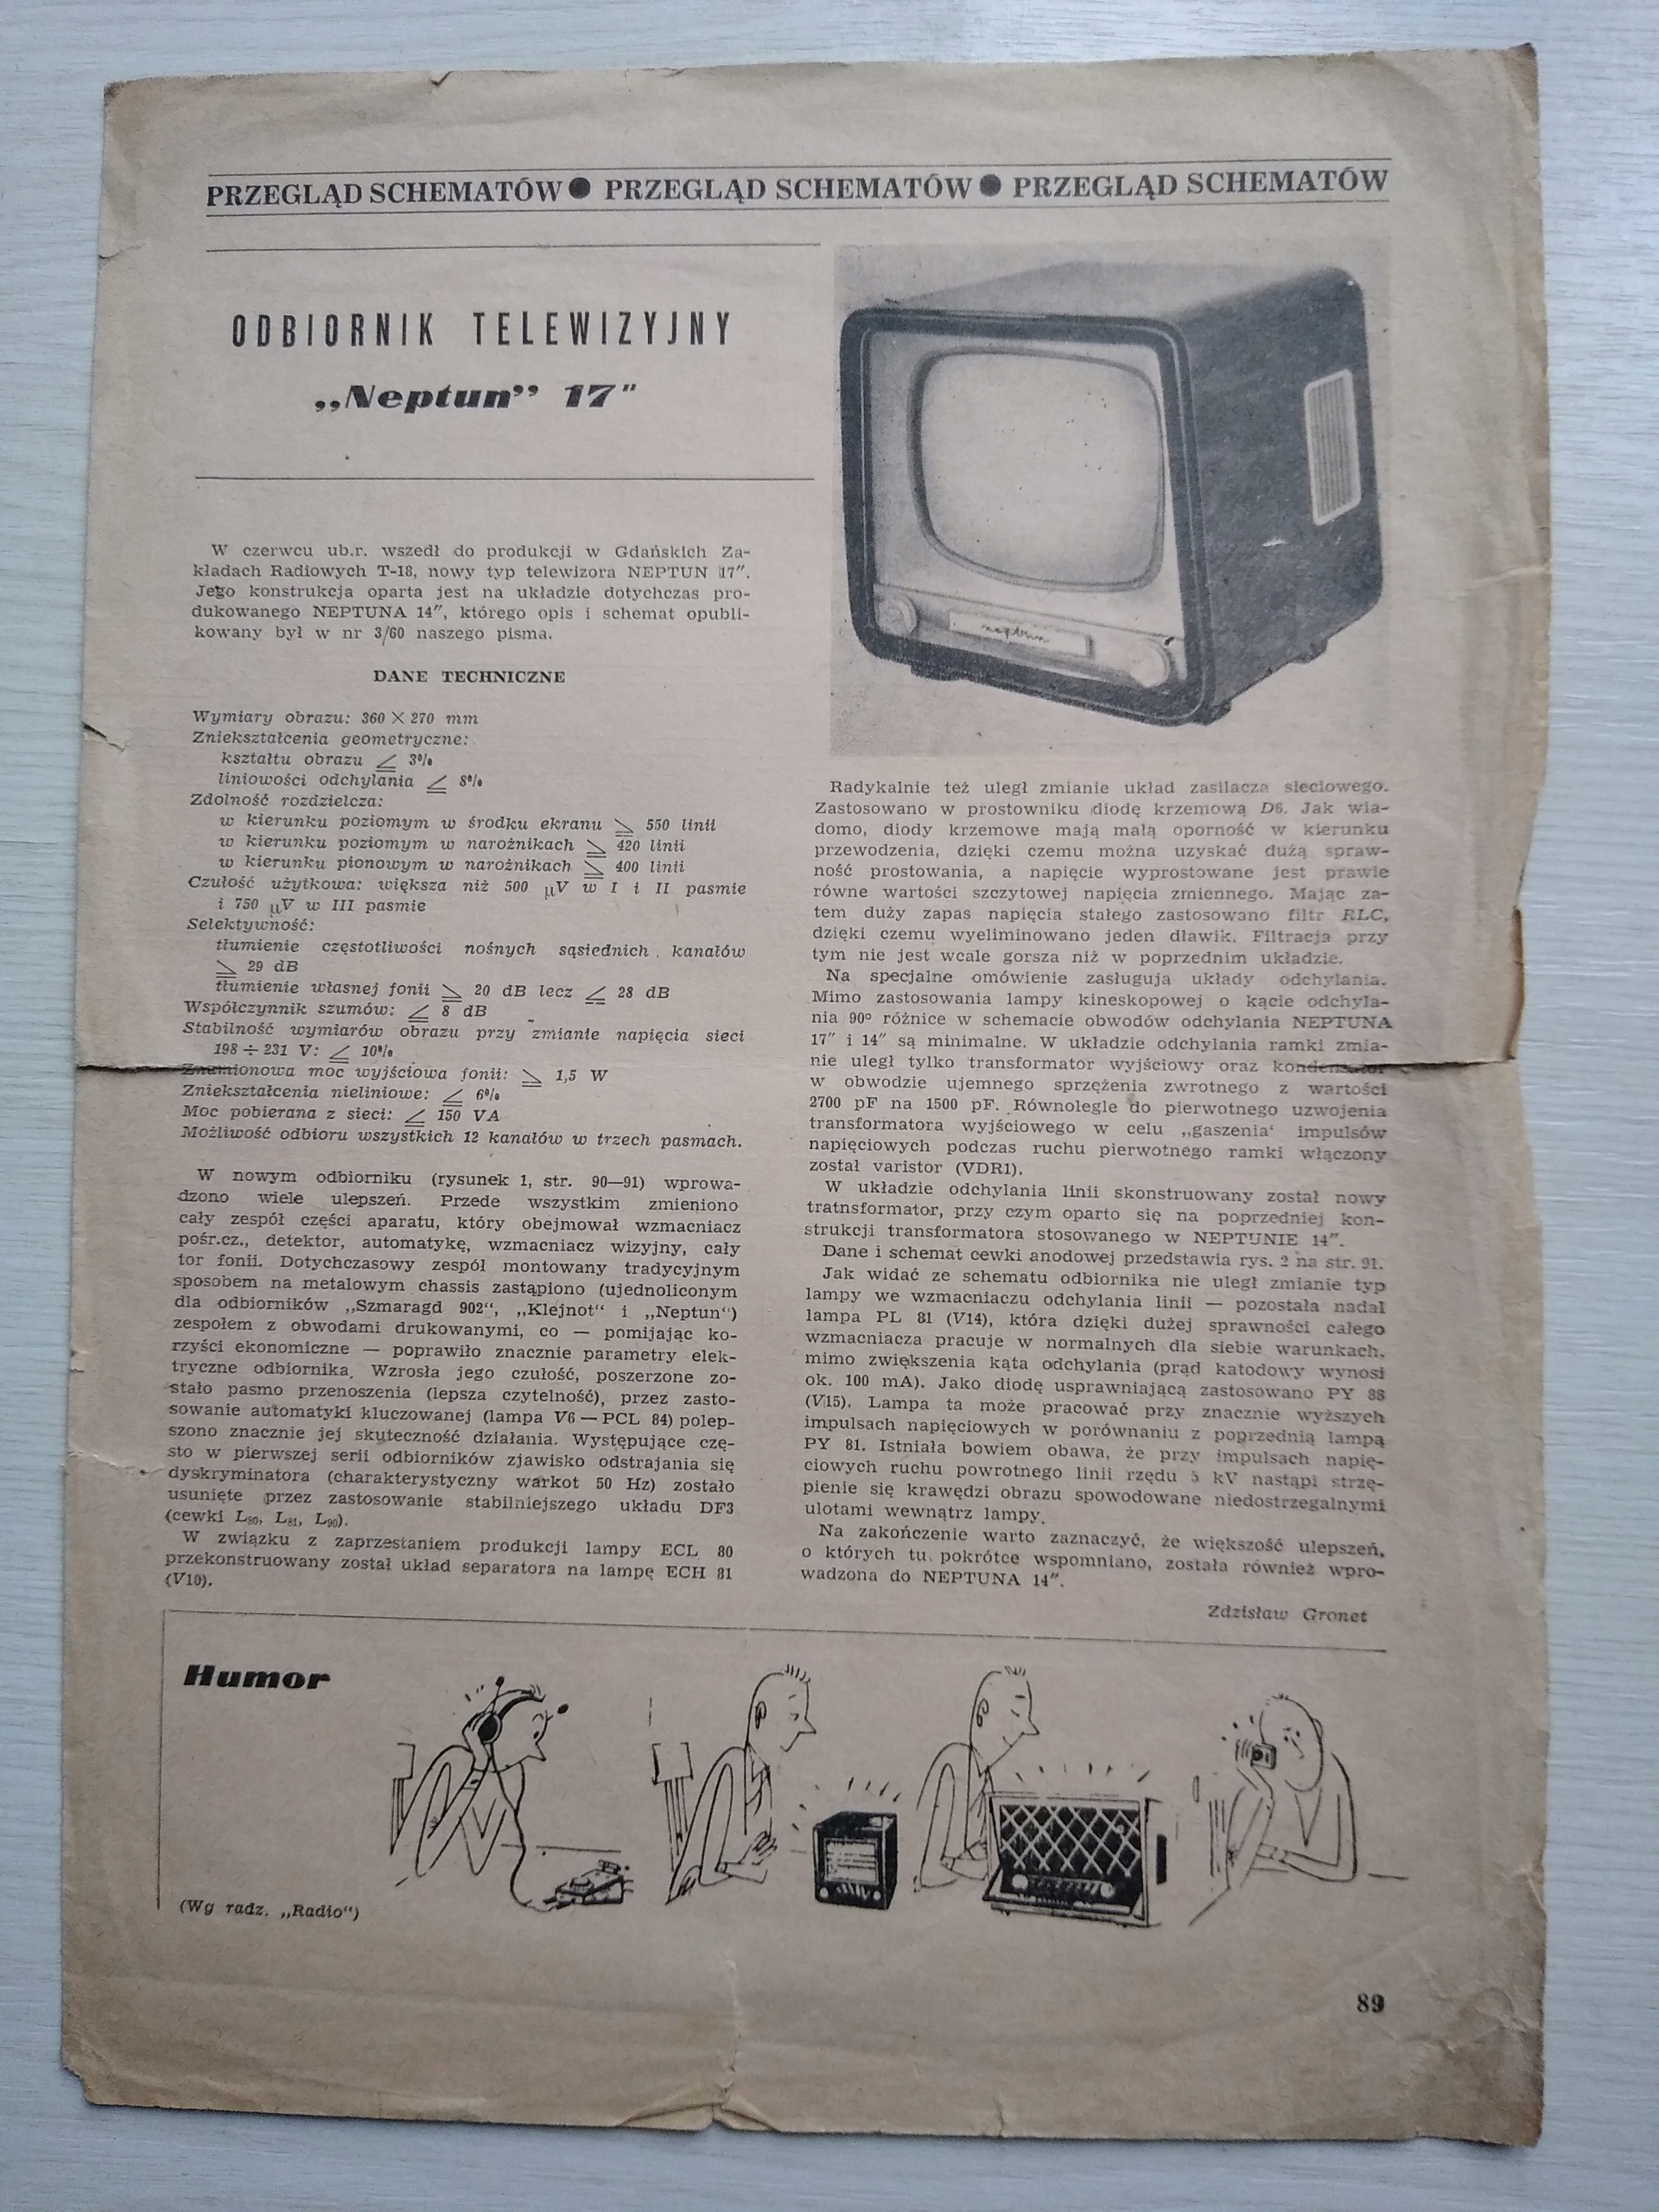 PRZEGLĄD SCHEMATÓW ● PRZEGLĄD SCHEMATÓW ● PRZEGLĄD SCHEMATÓW
ODBIORNIK TELEWIZYJNY
„Neptun” 17"
W czerwcu ub.r. wszedł do produkcji w Gdańskich Za-
kładach Radiowych T-18, nowy typ telewizora NEPTUN 17″.
Jego konstrukcja oparta jest na układzie dotychczas pro-
dukowanego NEPTUNA 14″, którego opis i schemat opubli-
kowany był w nr 3/60 naszego pisma.
DANE TECHNICZNE
Wymiary obrazu: 360 × 270 mm
Zniekształcenia geometryczne:
kształtu obrazu ≦ 3%
liniowości odchylania ≦ 8%
Zdolność rozdzielcza:
w kierunku poziomym w środku ekranu ≧ 550 linii
w kierunku poziomym w narożnikach ≧ 420 linii
w kierunku pionowym w narożnikach ≧ 400 linii
Czułość użytkowa: większa niż 500 μV w I i II pasmie
i 750 μV w III pasmie
Selektywność:
tłumienie częstotliwości nośnych sąsiednich kanałów
≧ 29 dB
tłumienie własnej fonii ≧ 20 dB lecz ≦ 28 dB
Współczynnik szumów: ≦ 8 dB
Stabilność wymiarów obrazu przy zmianie napięcia sieci
198 ÷ 231 V: ≦ 10%
Znamionowa moc wyjściowa fonii: ≧ 1,5 W
Zniekształcenia nieliniowe: ≦ 6%
Moc pobierana z sieci: ≦ 150 VA
Możliwość odbioru wszystkich 12 kanałów w trzech pasmach.
W nowym odbiorniku (rysunek 1, str. 90—91) wprowa-
dzono wiele ulepszeń. Przede wszystkim zmieniono
cały zespół części aparatu, który obejmował wzmacniacz
pośr.cz., detektor, automatykę, wzmacniacz wizyjny, cały
tor fonii. Dotychczasowy zespół montowany tradycyjnym
sposobem na metalowym chassis zastąpiono (ujednoliconym
dla odbiorników „Szmaragd 902“, „Klejnot“ i „Neptun“)
zespołem z obwodami drukowanymi, co — pomijając ko-
rzyści ekonomiczne — poprawiło znacznie parametry elek-
tryczne odbiornika. Wzrosła jego czułość, poszerzone zo-
stało pasmo przenoszenia (lepsza czytelność), przez zasto-
sowanie automatyki kluczowanej (lampa V6 — PCL 84) polep-
szono znacznie jej skuteczność działania. Występujące czę-
sto w pierwszej serii odbiorników zjawisko odstrajania się
dyskryminatora (charakterystyczny warkot 50 Hz) zostało
usunięte przez zastosowanie stabilniejszego układu DF3
(cewki L80, L81, L90).
W związku z zaprzestaniem produkcji lampy ECL 80
przekonstruowany został układ separatora na lampę ECH 81
(V10).
neptun
Radykalnie też uległ zmianie układ zasilacza sieciowego.
Zastosowano w prostowniku diodę krzemową D6. Jak wia-
domo, diody krzemowe mają małą oporność w kierunku
przewodzenia, dzięki czemu można uzyskać dużą spraw-
ność prostowania, a napięcie wyprostowane jest prawie
równe wartości szczytowej napięcia zmiennego. Mając za-
tem duży zapas napięcia stałego zastosowano filtr RLC,
dzięki czemu wyeliminowano jeden dławik. Filtracja przy
tym nie jest wcale gorsza niż w poprzednim układzie.
Na specjalne omówienie zasługują układy odchylania.
Mimo zastosowania lampy kineskopowej o kącie odchyla-
nia 90° różnice w schemacie obwodów odchylania NEPTUNA
17″ i 14″ są minimalne. W układzie odchylania ramki zmia-
nie uległ tylko transformator wyjściowy oraz kondensator
w obwodzie ujemnego sprzężenia zwrotnego z wartości
2700 pF na 1500 pF. Równolegle do pierwotnego uzwojenia
transformatora wyjściowego w celu „gaszenia‘ impulsów
napięciowych podczas ruchu pierwotnego ramki włączony
został varistor (VDR1).
W układzie odchylania linii skonstruowany został nowy
tratnsformator, przy czym oparto się na poprzedniej kon-
strukcji transformatora stosowanego w NEPTUNIE 14″.
Dane i schemat cewki anodowej przedstawia rys. 2 na str. 91.
Jak widać ze schematu odbiornika nie uległ zmianie typ
lampy we wzmacniaczu odchylania linii — pozostała nadal
lampa PL 81 (V14), która dzięki dużej sprawności całego
wzmacniacza pracuje w normalnych dla siebie warunkach,
mimo zwiększenia kąta odchylania (prąd katodowy wynosi
ok. 100 mA). Jako diodę usprawniającą zastosowano PY 88
(V15). Lampa ta może pracować przy znacznie wyższych
impulsach napięciowych w porównaniu z poprzednią lampą
PY 81. Istniała bowiem obawa, że przy impulsach napię-
ciowych ruchu powrotnego linii rzędu 5 kV nastąpi strzę-
pienie się krawędzi obrazu spowodowane niedostrzegalnymi
ulotami wewnątrz lampy.
Na zakończenie warto zaznaczyć, że większość ulepszeń,
o których tu pokrótce wspomniano, została również wpro-
wadzona do NEPTUNA 14″.
Zdzisław Gronet
Humor
(Wg radz. „Radio“)
89